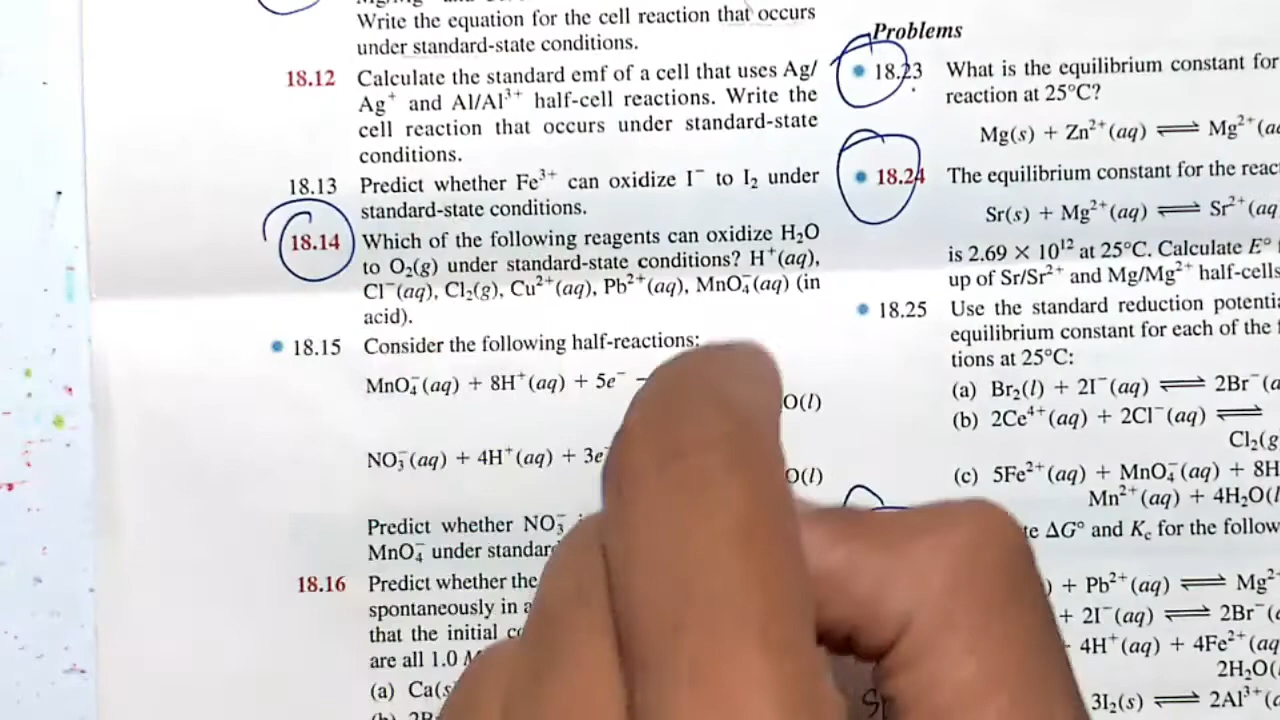 Write the equation for the cell reaction that occurs
under standard-state conditions.
18.12 Calculate the standard emf of a cell that uses Ag/
Ag⁺ and Al/Al³⁺ half-cell reactions. Write the
cell reaction that occurs under standard-state
conditions.
18.13 Predict whether Fe³⁺ can oxidize I⁻ to I₂ under
standard-state conditions.
18.14 Which of the following reagents can oxidize H₂O
to O₂(g) under standard-state conditions? H⁺(aq),
Cl⁻(aq), Cl₂(g), Cu²⁺(aq), Pb²⁺(aq), MnO₄⁻(aq) (in
acid).
• 18.15 Consider the following half-reactions:
MnO₄⁻(aq) + 8H⁺(aq) + 5e⁻
O(l)
NO₃⁻(aq) + 4H⁺(aq) + 3e
O(l)
Predict whether NO₃⁻
MnO₄⁻ under
18.16 Predict whether the
spontaneously in
that the initial
are all 1.0
(a)
(b)
Problems
• 18.23 What is the equilibrium constant for
reaction at 25°C?
Mg(s) + Zn²⁺(aq) ⇌ Mg²⁺
• 18.24 The equilibrium constant for the
Sr(s) + Mg²⁺(aq) ⇌ Sr²⁺(aq
is 2.69 × 10¹² at 25°C. Calculate E°
up of Sr/Sr²⁺ and Mg/Mg²⁺ half-cells
• 18.25 Use the standard reduction
equilibrium constant for each of the
tions at 25°C:
(a) Br₂(l) + 2I⁻(aq) ⇌ 2Br⁻
(b) 2Ce⁴⁺(aq) + 2Cl⁻(aq) ⇌
Cl₂(g
(c) 5Fe²⁺(aq) + MnO₄⁻(aq) + 8H
Mn²⁺(aq) + 4H₂O(
ΔG° and K꜀ for the
) + Pb²⁺(aq) ⇌ Mg²
+ 2I⁻(aq) ⇌ 2Br⁻(
4H⁺(aq) + 4Fe²⁺(aq
2H₂O(
3I₂(s) ⇌ 2Al³⁺(